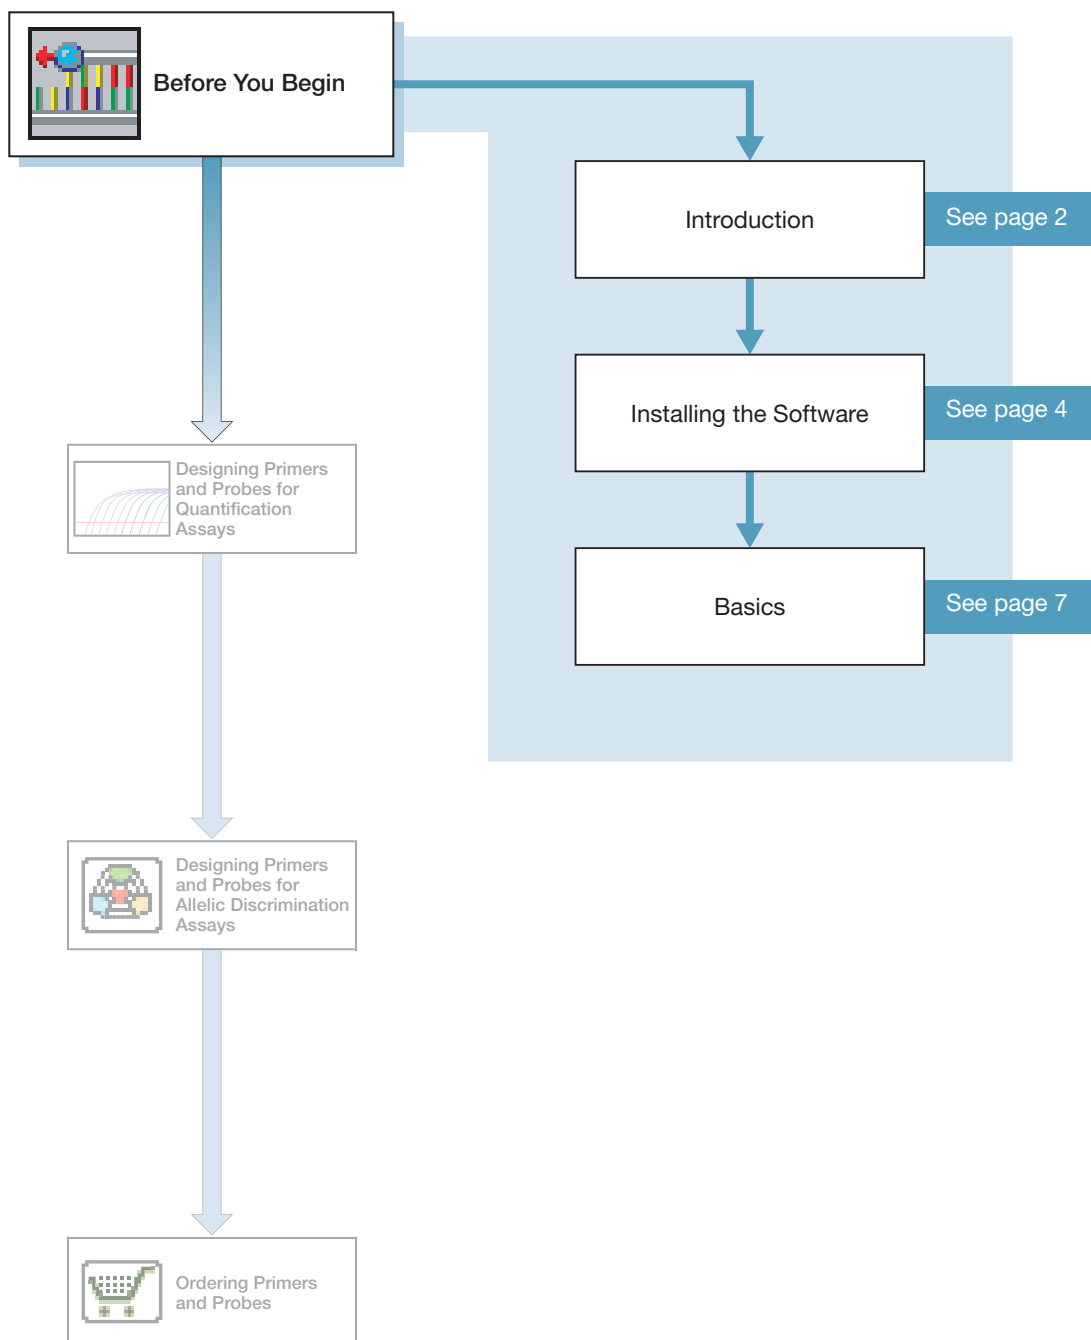 Before You Begin
Introduction
See page 2
Installing the Software
See page 4
Basics
See page 7
Designing Primers
and Probes for
Quantification
Assays
Designing Primers
and Probes for
Allelic Discrimination
Assays
Ordering Primers
and Probes